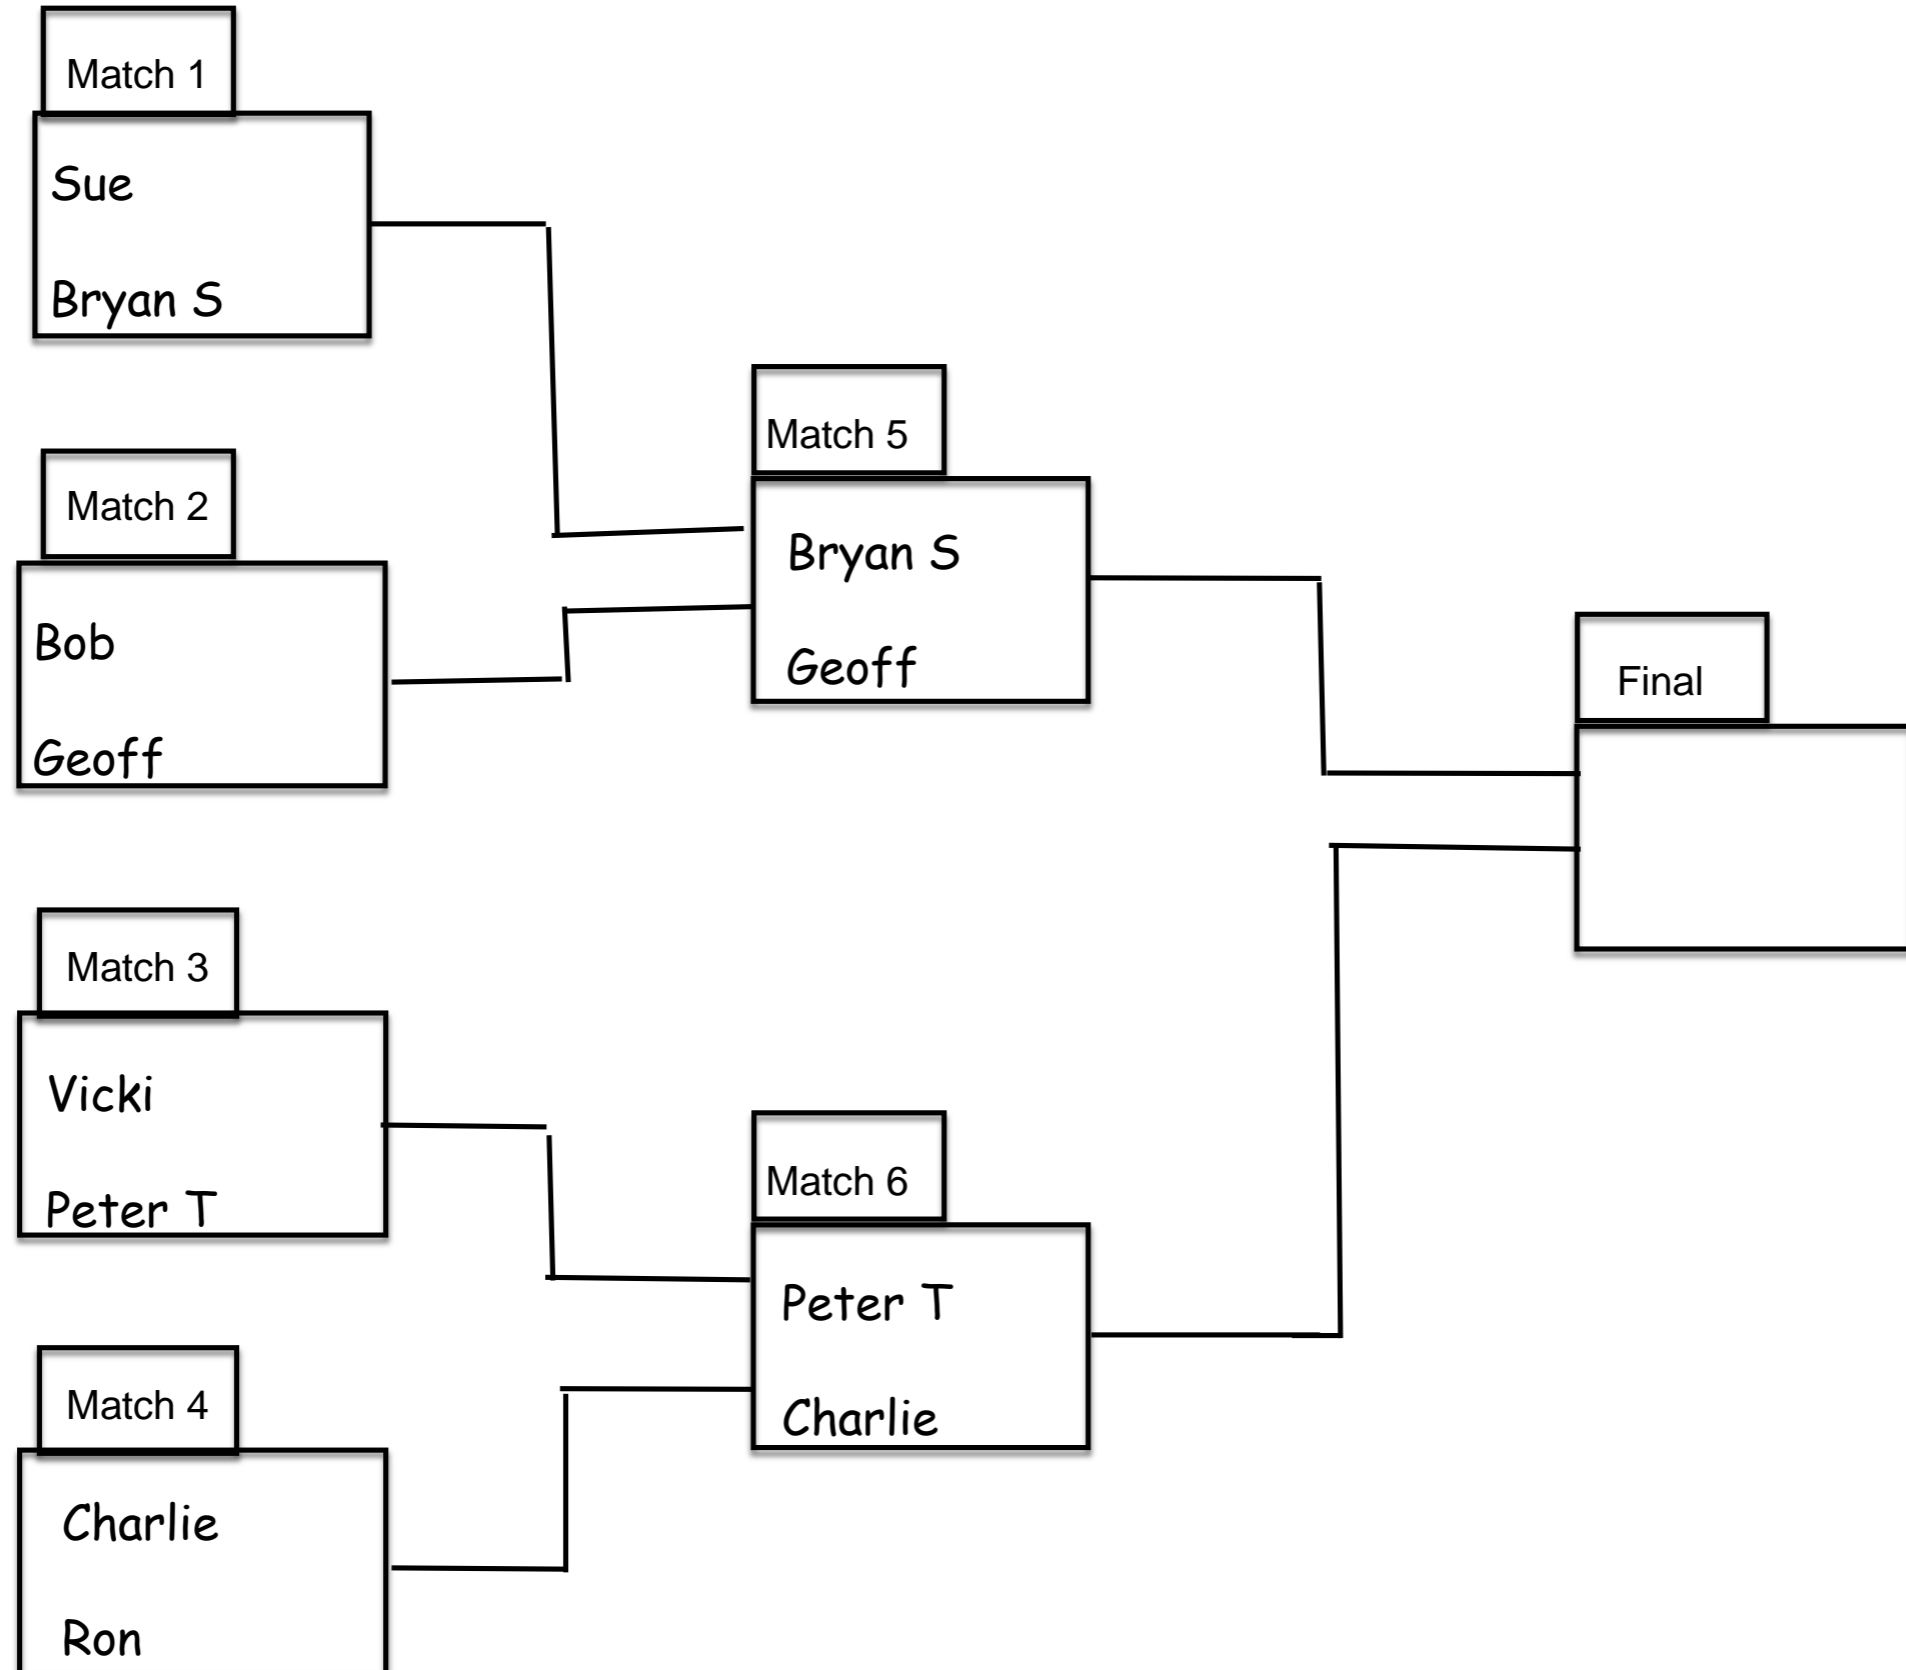 Match 1
Sue
Bryan S
Match 2
Bob
Geoff
Match 3
Vicki
Peter T
Match 4
Charlie
Ron
Match 5
Bryan S
Geoff
Match 6
Peter T
Charlie
Final